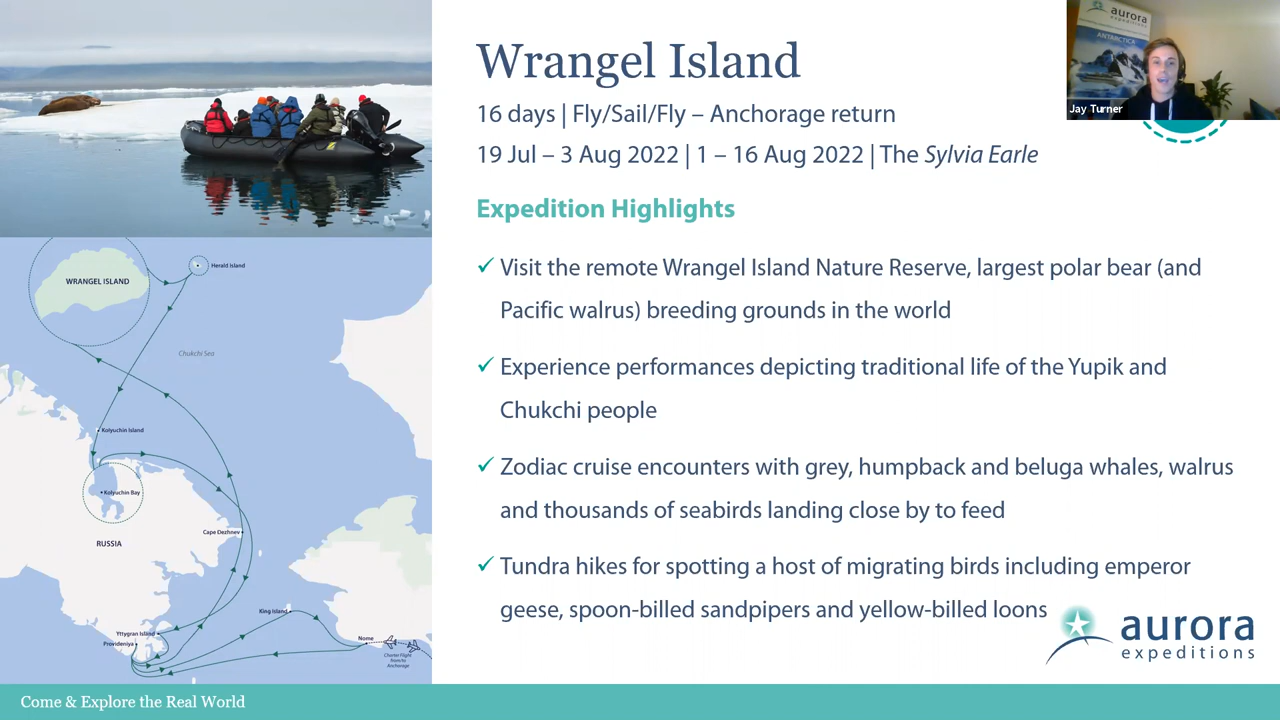 Wrangel Island
16 days | Fly/Sail/Fly – Anchorage return
19 Jul – 3 Aug 2022 | 1 – 16 Aug 2022 | The Sylvia Earle
Expedition Highlights
✓ Visit the remote Wrangel Island Nature Reserve, largest polar bear (and
Pacific walrus) breeding grounds in the world
✓ Experience performances depicting traditional life of the Yupik and
Chukchi people
✓ Zodiac cruise encounters with grey, humpback and beluga whales, walrus
and thousands of seabirds landing close by to feed
✓ Tundra hikes for spotting a host of migrating birds including emperor
geese, spoon-billed sandpipers and yellow-billed loons
aurora
expeditions
ANTARCTICA
Jay Turner
WRANGEL ISLAND
Herald Island
Chukchi Sea
Kolyuchin Island
Kolyuchin Bay
RUSSIA
Cape Dezhnev
King Island
Yttygran Island
Provideniya
Nome
Charter Flight
from/to
Anchorage
aurora
expeditions
Come & Explore the Real World